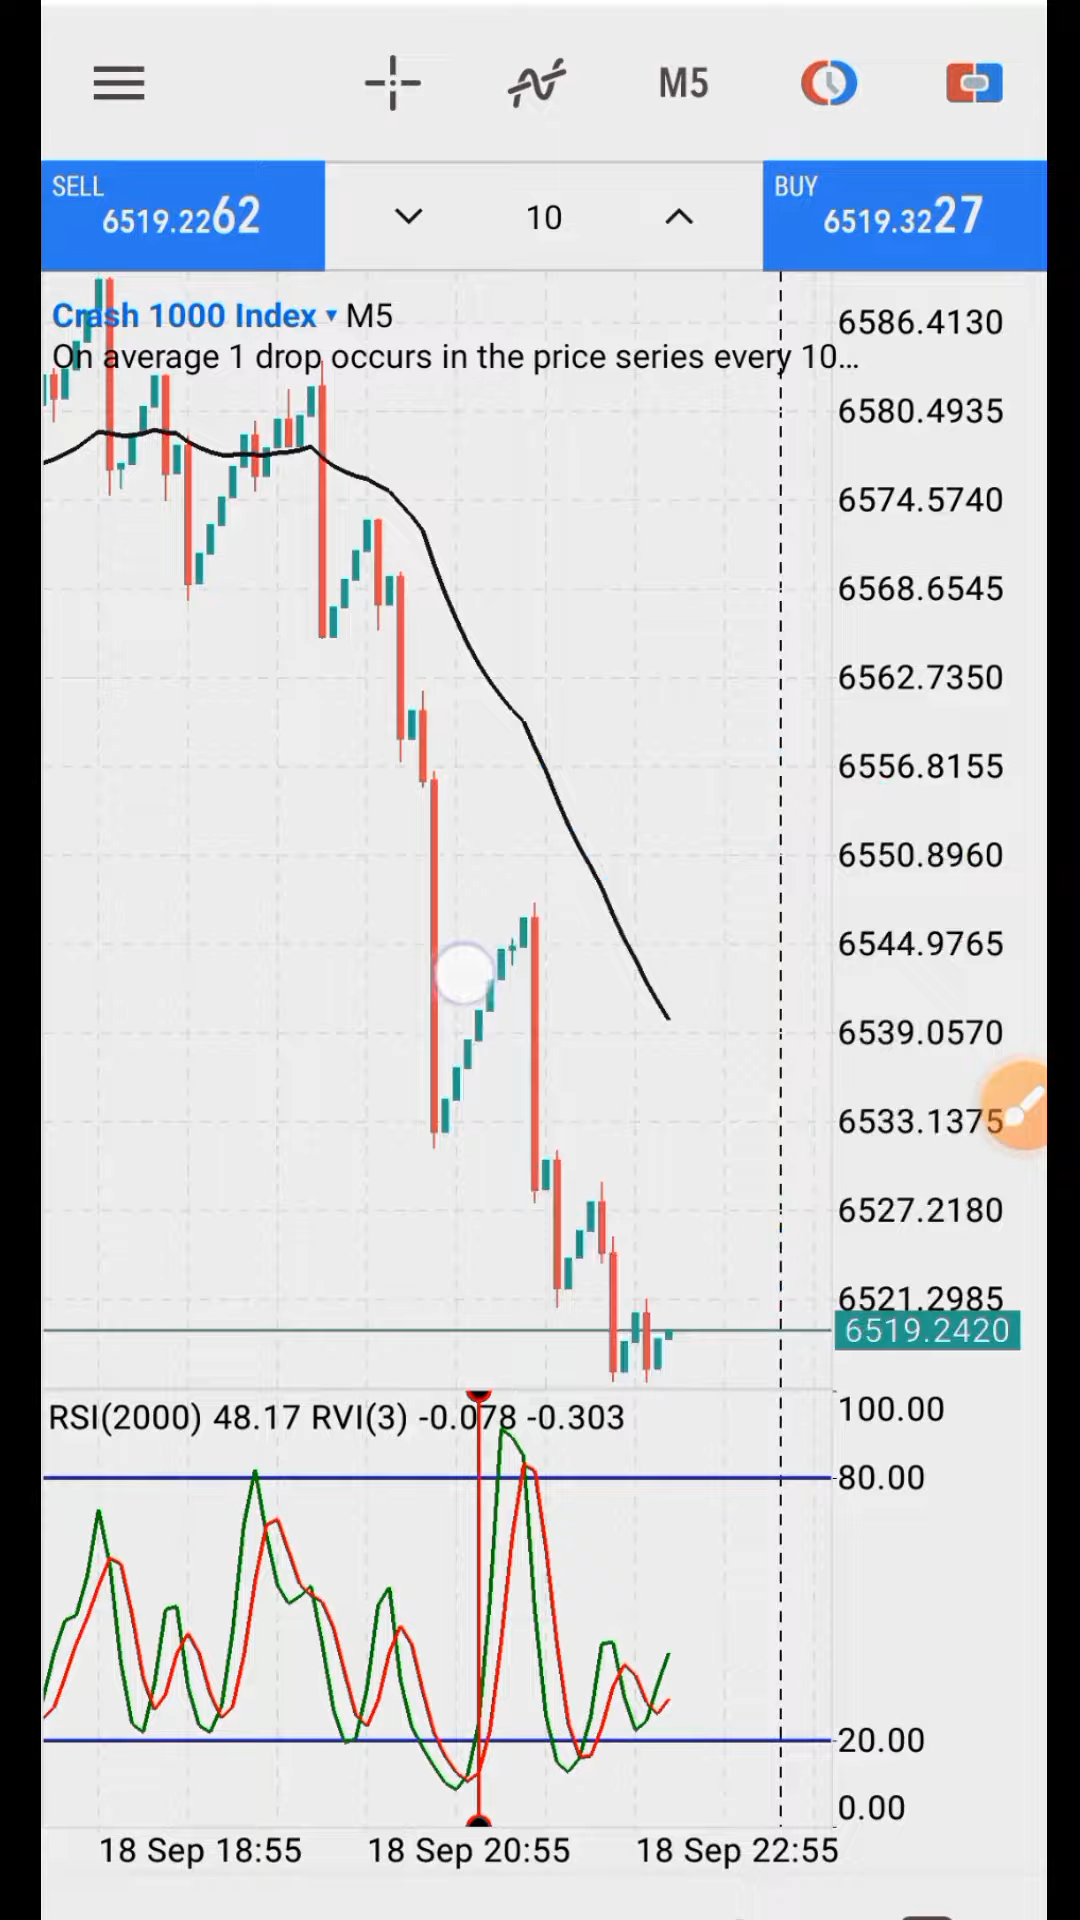 M5
SELL
6519.2262
10
BUY
6519.3227
Crash 1000 Index ▾ M5
On average 1 drop occurs in the price series every 10...
6586.4130
6580.4935
6574.5740
6568.6545
6562.7350
6556.8155
6550.8960
6544.9765
6539.0570
6533.1375
6527.2180
6521.2985
6519.2420
RSI(2000) 48.17 RVI(3) -0.078 -0.303
100.00
80.00
20.00
0.00
18 Sep 18:55
18 Sep 20:55
18 Sep 22:55